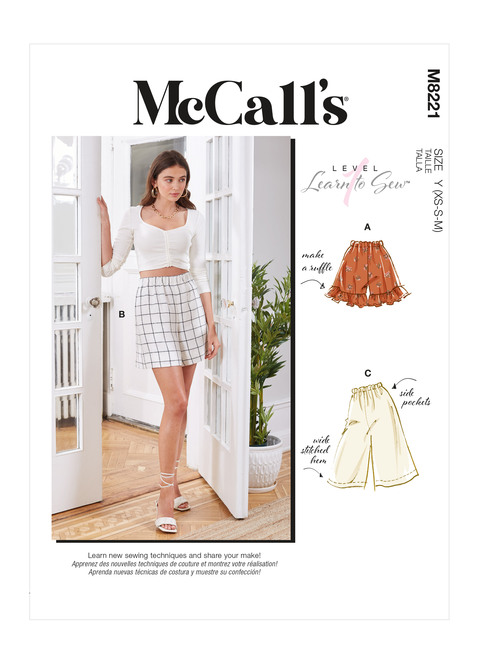 McCall's®
M8221
SIZE Y (XS-S-M)
TAILLE
TALLA
LEVEL
1
Learn to Sew™
A
make
a ruffle
B
C
side
pockets
wide
stitched
hem
Learn new sewing techniques and share your make!
Apprenez des nouvelles techniques de couture et montrez votre réalisation!
Aprenda nuevas técnicas de costura y muestre su confección!